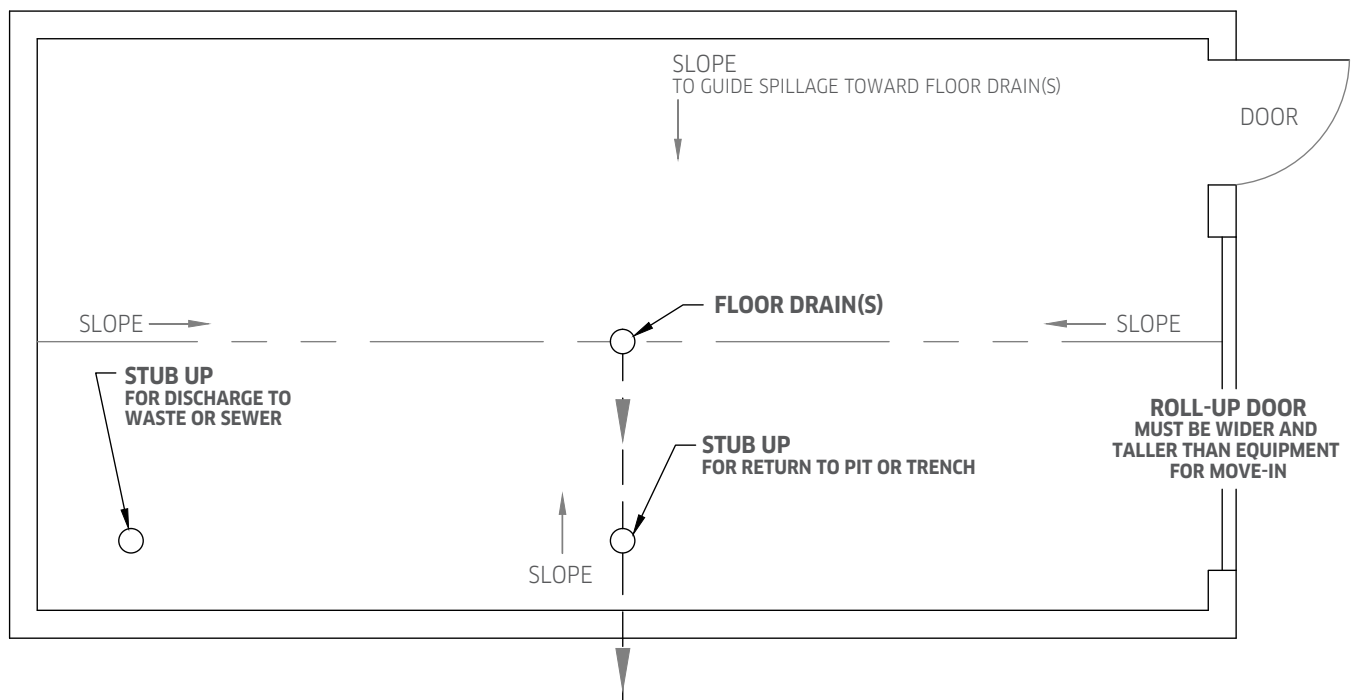 SLOPE
TO GUIDE SPILLAGE TOWARD FLOOR DRAIN(S)
DOOR
FLOOR DRAIN(S)
SLOPE
SLOPE
STUB UP
FOR DISCHARGE TO
WASTE OR SEWER
ROLL-UP DOOR
MUST BE WIDER AND
TALLER THAN EQUIPMENT
FOR MOVE-IN
STUB UP
FOR RETURN TO PIT OR TRENCH
SLOPE